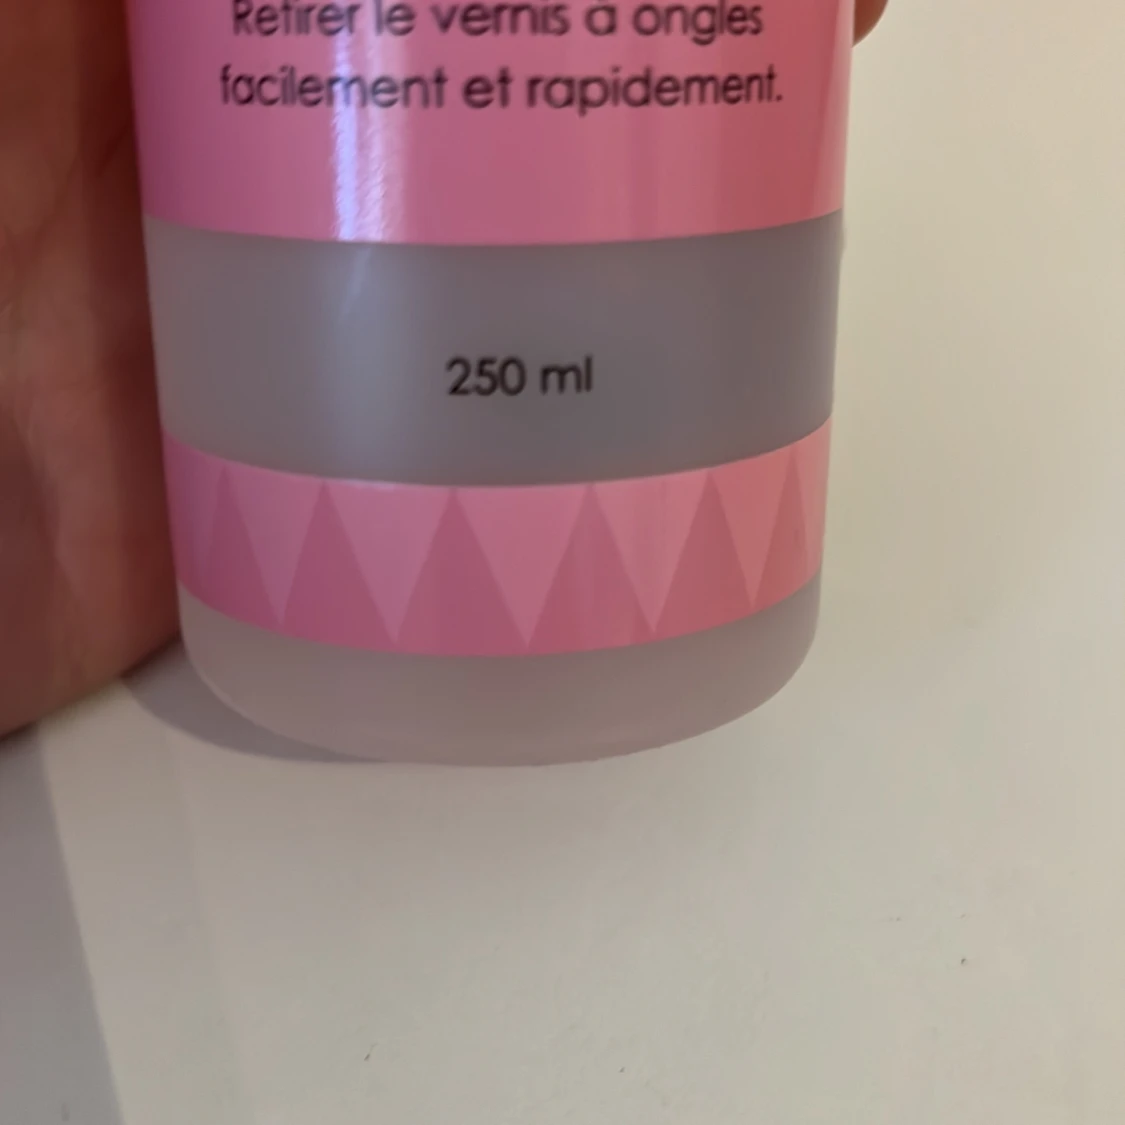 Retirer le vernis à ongles
facilement et rapidement.
250 ml